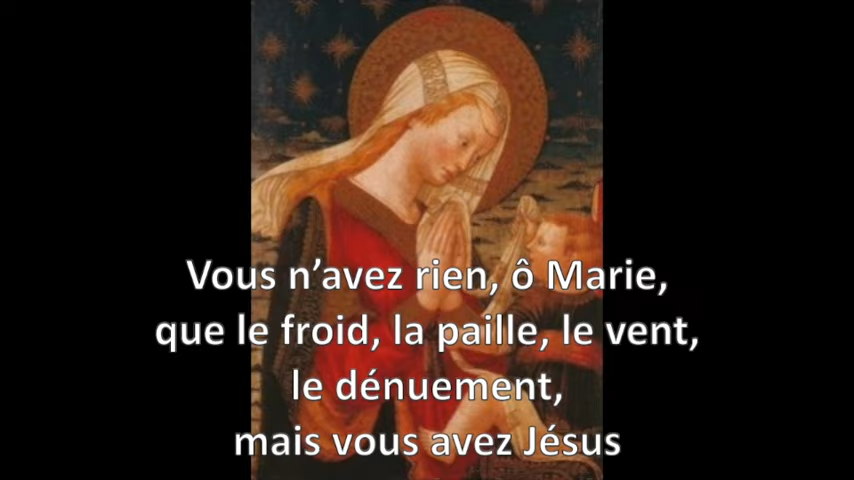 Vous n’avez rien, ô Marie,
que le froid, la paille, le vent,
le dénuement,
mais vous avez Jésus